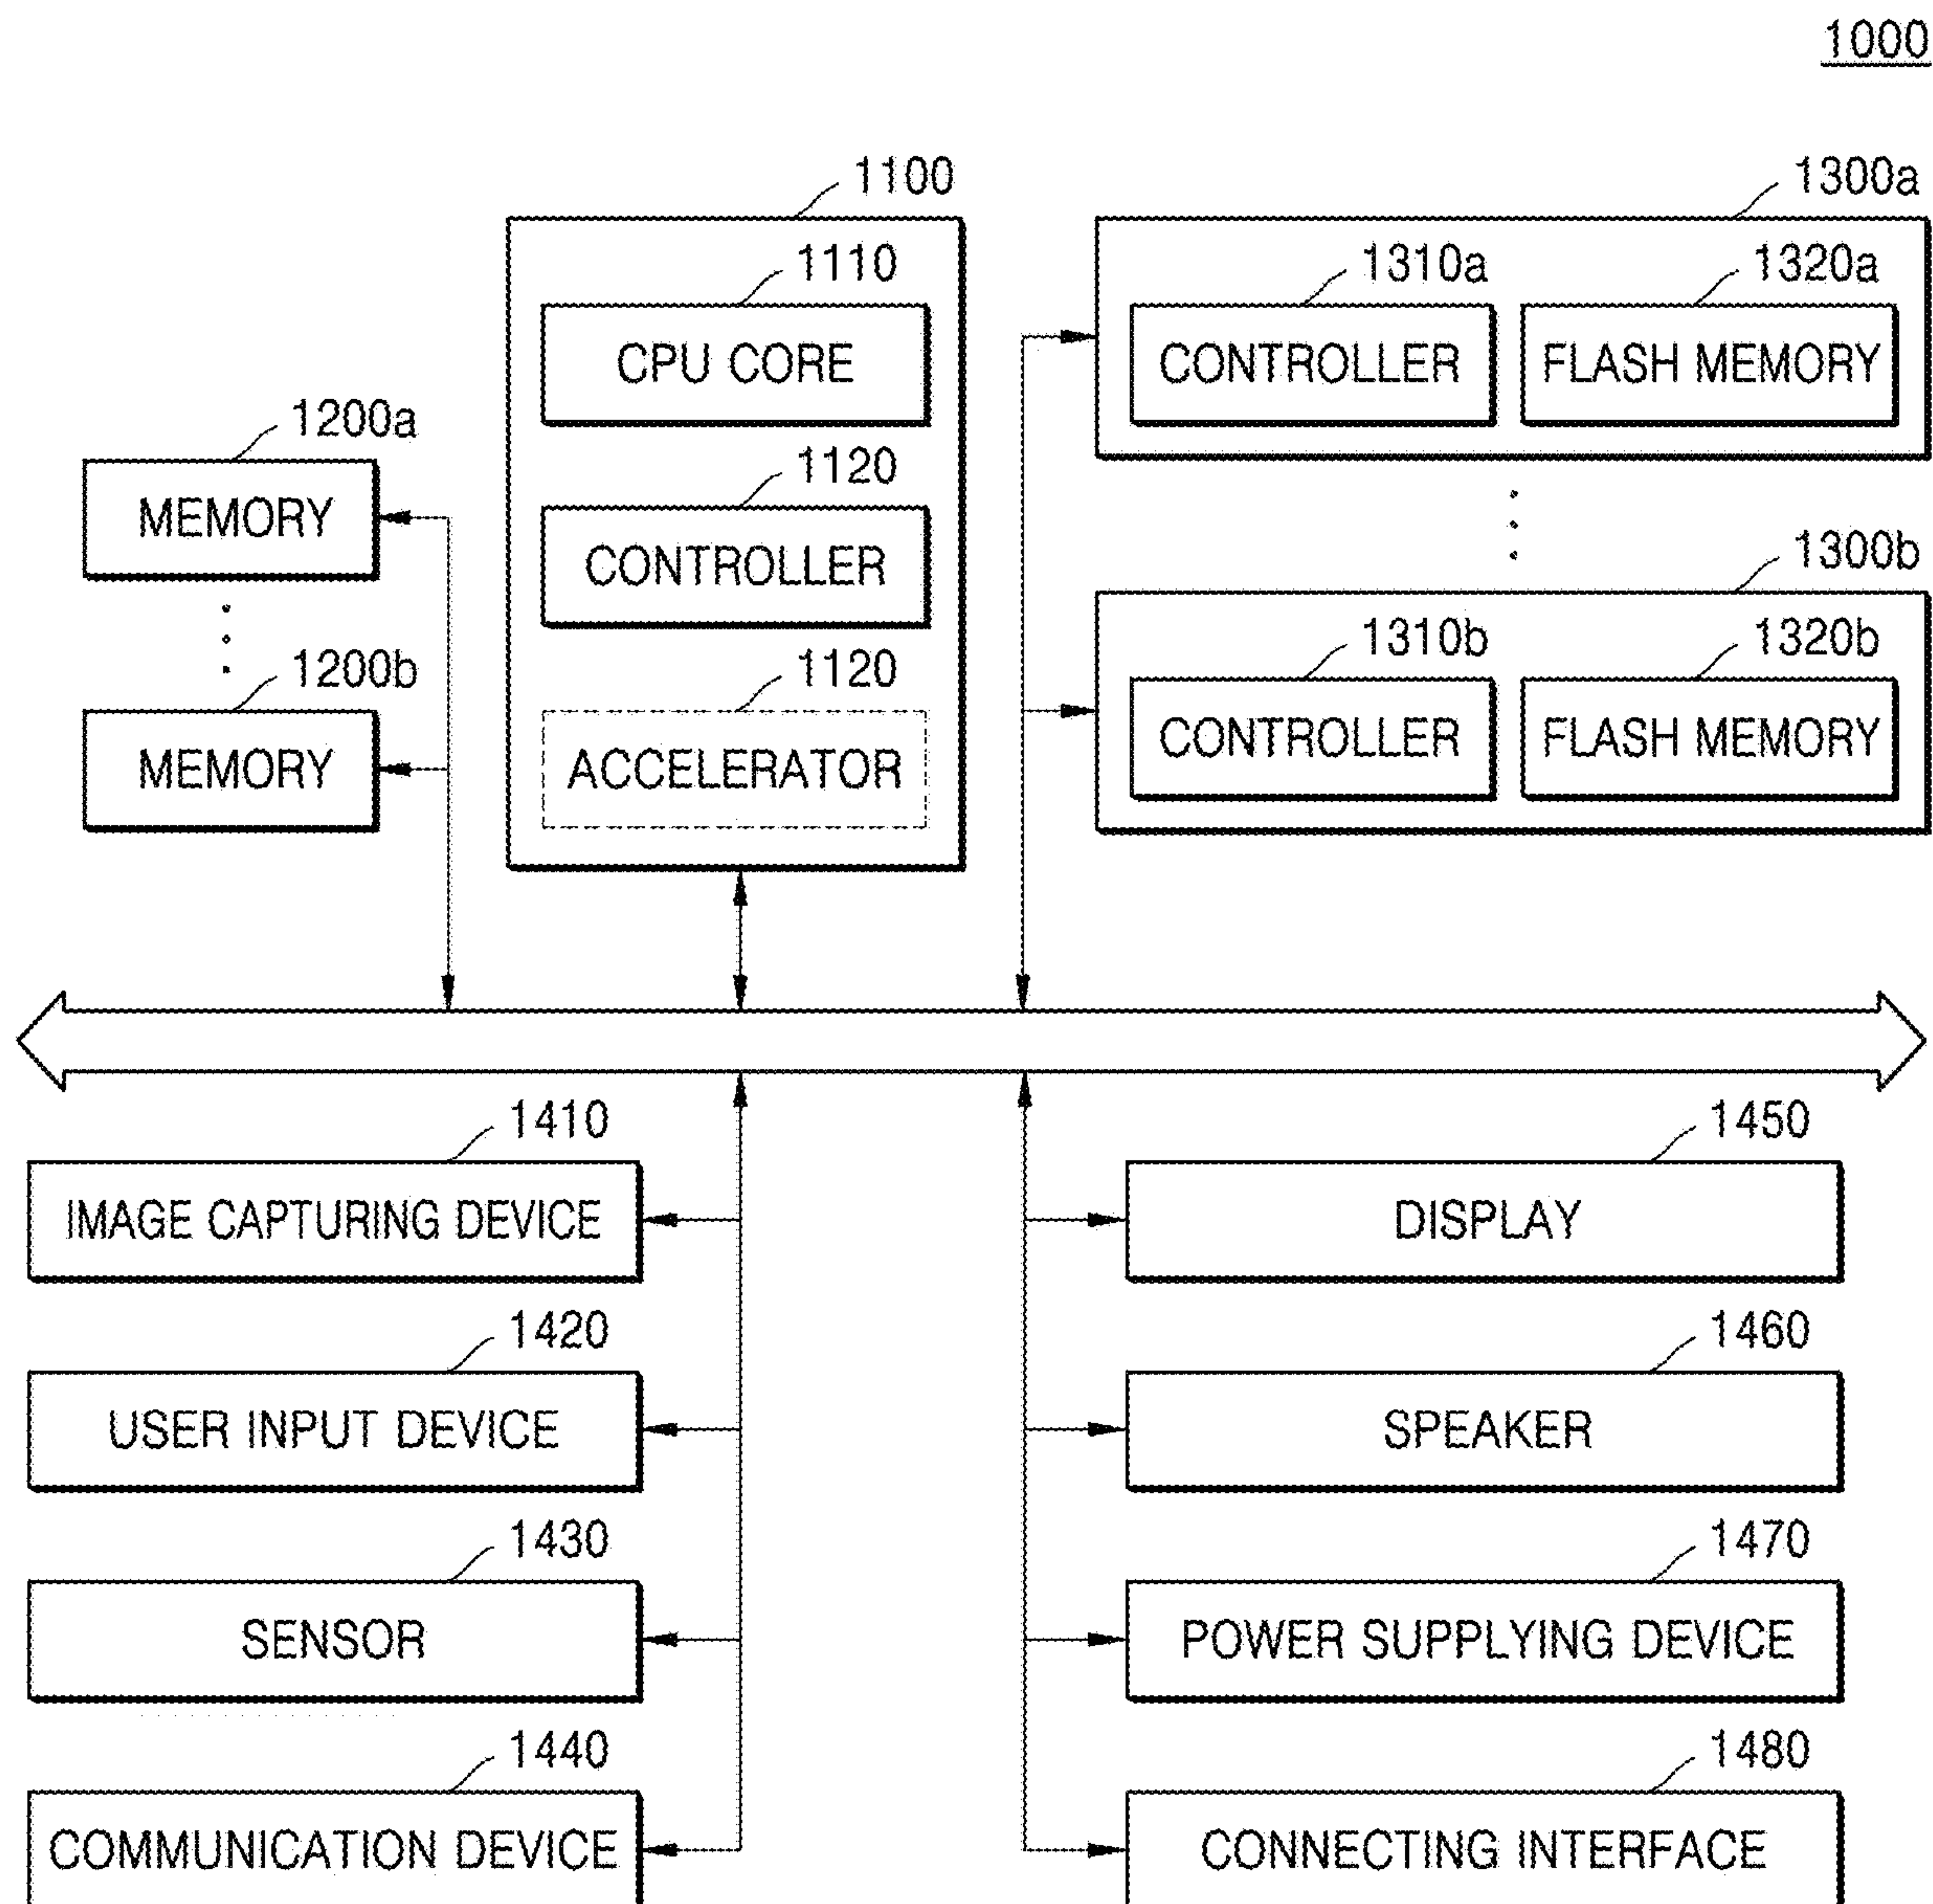 1000
1100
1110
CPU CORE
1120
CONTROLLER
1120
ACCELERATOR
1200a
MEMORY
1200b
MEMORY
1300a
1310a
CONTROLLER
1320a
FLASH MEMORY
1300b
1310b
CONTROLLER
1320b
FLASH MEMORY
1410
IMAGE CAPTURING DEVICE
1420
USER INPUT DEVICE
1430
SENSOR
1440
COMMUNICATION DEVICE
1450
DISPLAY
1460
SPEAKER
1470
POWER SUPPLYING DEVICE
1480
CONNECTING INTERFACE